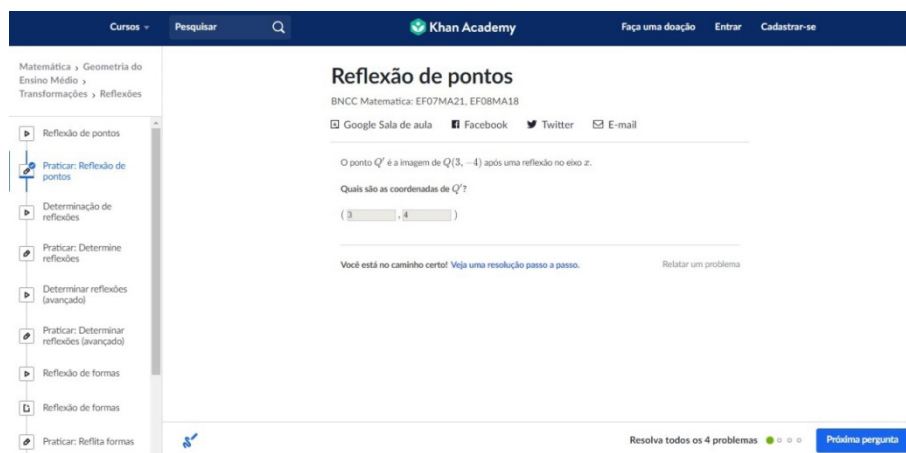 Cursos
Pesquisar
Khan Academy
Faça uma doação
Entrar
Cadastrar-se
Matemática > Geometria do
Ensino Médio >
Transformações > Reflexões
Reflexão de pontos
Praticar: Reflexão de
pontos
Determinação de
reflexões
Praticar: Determine
reflexões
Determinar reflexões
(avançado)
Praticar: Determinar
reflexões (avançado)
Reflexão de formas
Reflexão de formas
Praticar: Reflita formas
Reflexão de pontos
BNCC Matematica: EF07MA21, EF08MA18
Google Sala de aula Facebook Twitter E-mail
O ponto Q' é a imagem de Q(3, −4) após uma reflexão no eixo x.
Quais são as coordenadas de Q'?
( 3 , 4 )
Você está no caminho certo! Veja uma resolução passo a passo.
Relatar um problema
Resolva todos os 4 problemas
Próxima pergunta